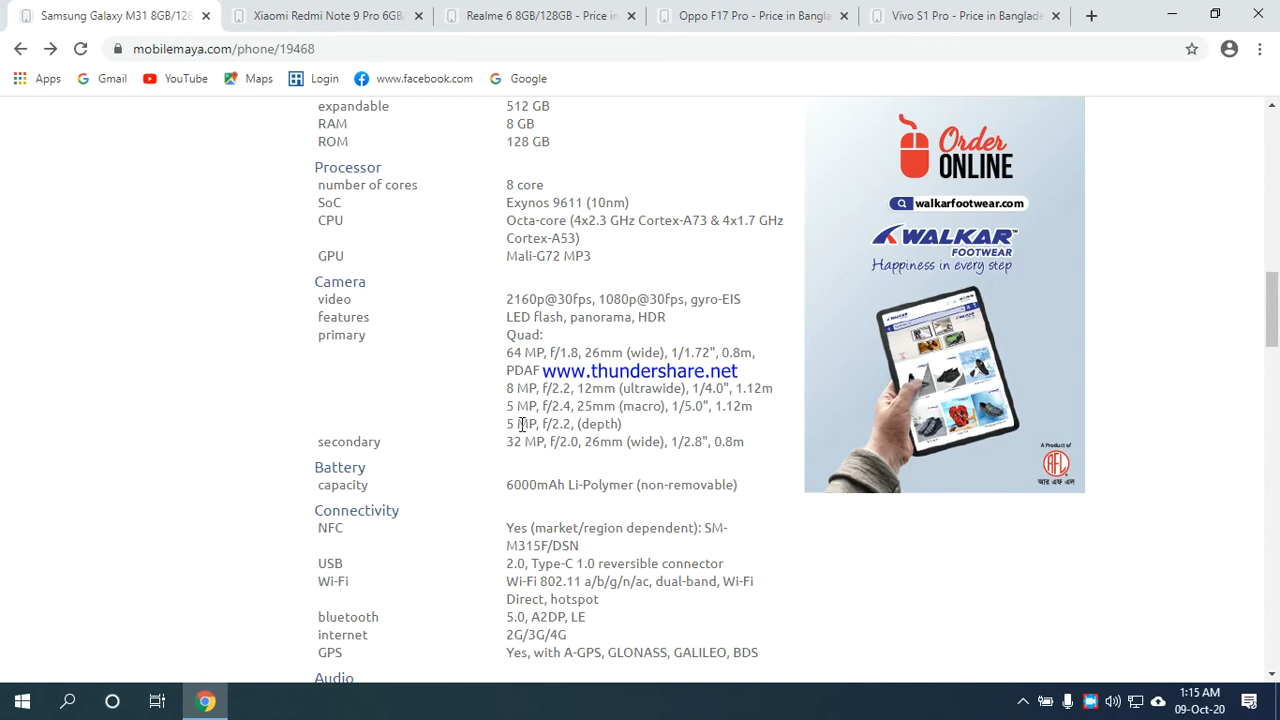 Samsung Galaxy M31 8GB/128
Xiaomi Redmi Note 9 Pro 6GB/
Realme 6 8GB/128GB - Price in
Oppo F17 Pro - Price in Bangla
Vivo S1 Pro - Price in Banglade
mobilemaya.com/phone/19468
Apps
Gmail
YouTube
Maps
Login
www.facebook.com
Google
expandable 512 GB
RAM 8 GB
ROM 128 GB
Processor
number of cores 8 core
SoC Exynos 9611 (10nm)
CPU Octa-core (4x2.3 GHz Cortex-A73 & 4x1.7 GHz
Cortex-A53)
GPU Mali-G72 MP3
Camera
video 2160p@30fps, 1080p@30fps, gyro-EIS
features LED flash, panorama, HDR
primary Quad:
64 MP, f/1.8, 26mm (wide), 1/1.72", 0.8m,
PDAF www.thundershare.net
8 MP, f/2.2, 12mm (ultrawide), 1/4.0", 1.12m
5 MP, f/2.4, 25mm (macro), 1/5.0", 1.12m
5 MP, f/2.2, (depth)
secondary 32 MP, f/2.0, 26mm (wide), 1/2.8", 0.8m
Battery
capacity 6000mAh Li-Polymer (non-removable)
Connectivity
NFC Yes (market/region dependent): SM-
M315F/DSN
USB 2.0, Type-C 1.0 reversible connector
Wi-Fi Wi-Fi 802.11 a/b/g/n/ac, dual-band, Wi-Fi
Direct, hotspot
bluetooth 5.0, A2DP, LE
internet 2G/3G/4G
GPS Yes, with A-GPS, GLONASS, GALILEO, BDS
Audio
Order
ONLINE
walkarfootwear.com
WALKAR
FOOTWEAR
Happiness in every step
A Product of
RFL
আর এফ এল
1:15 AM
09-Oct-20